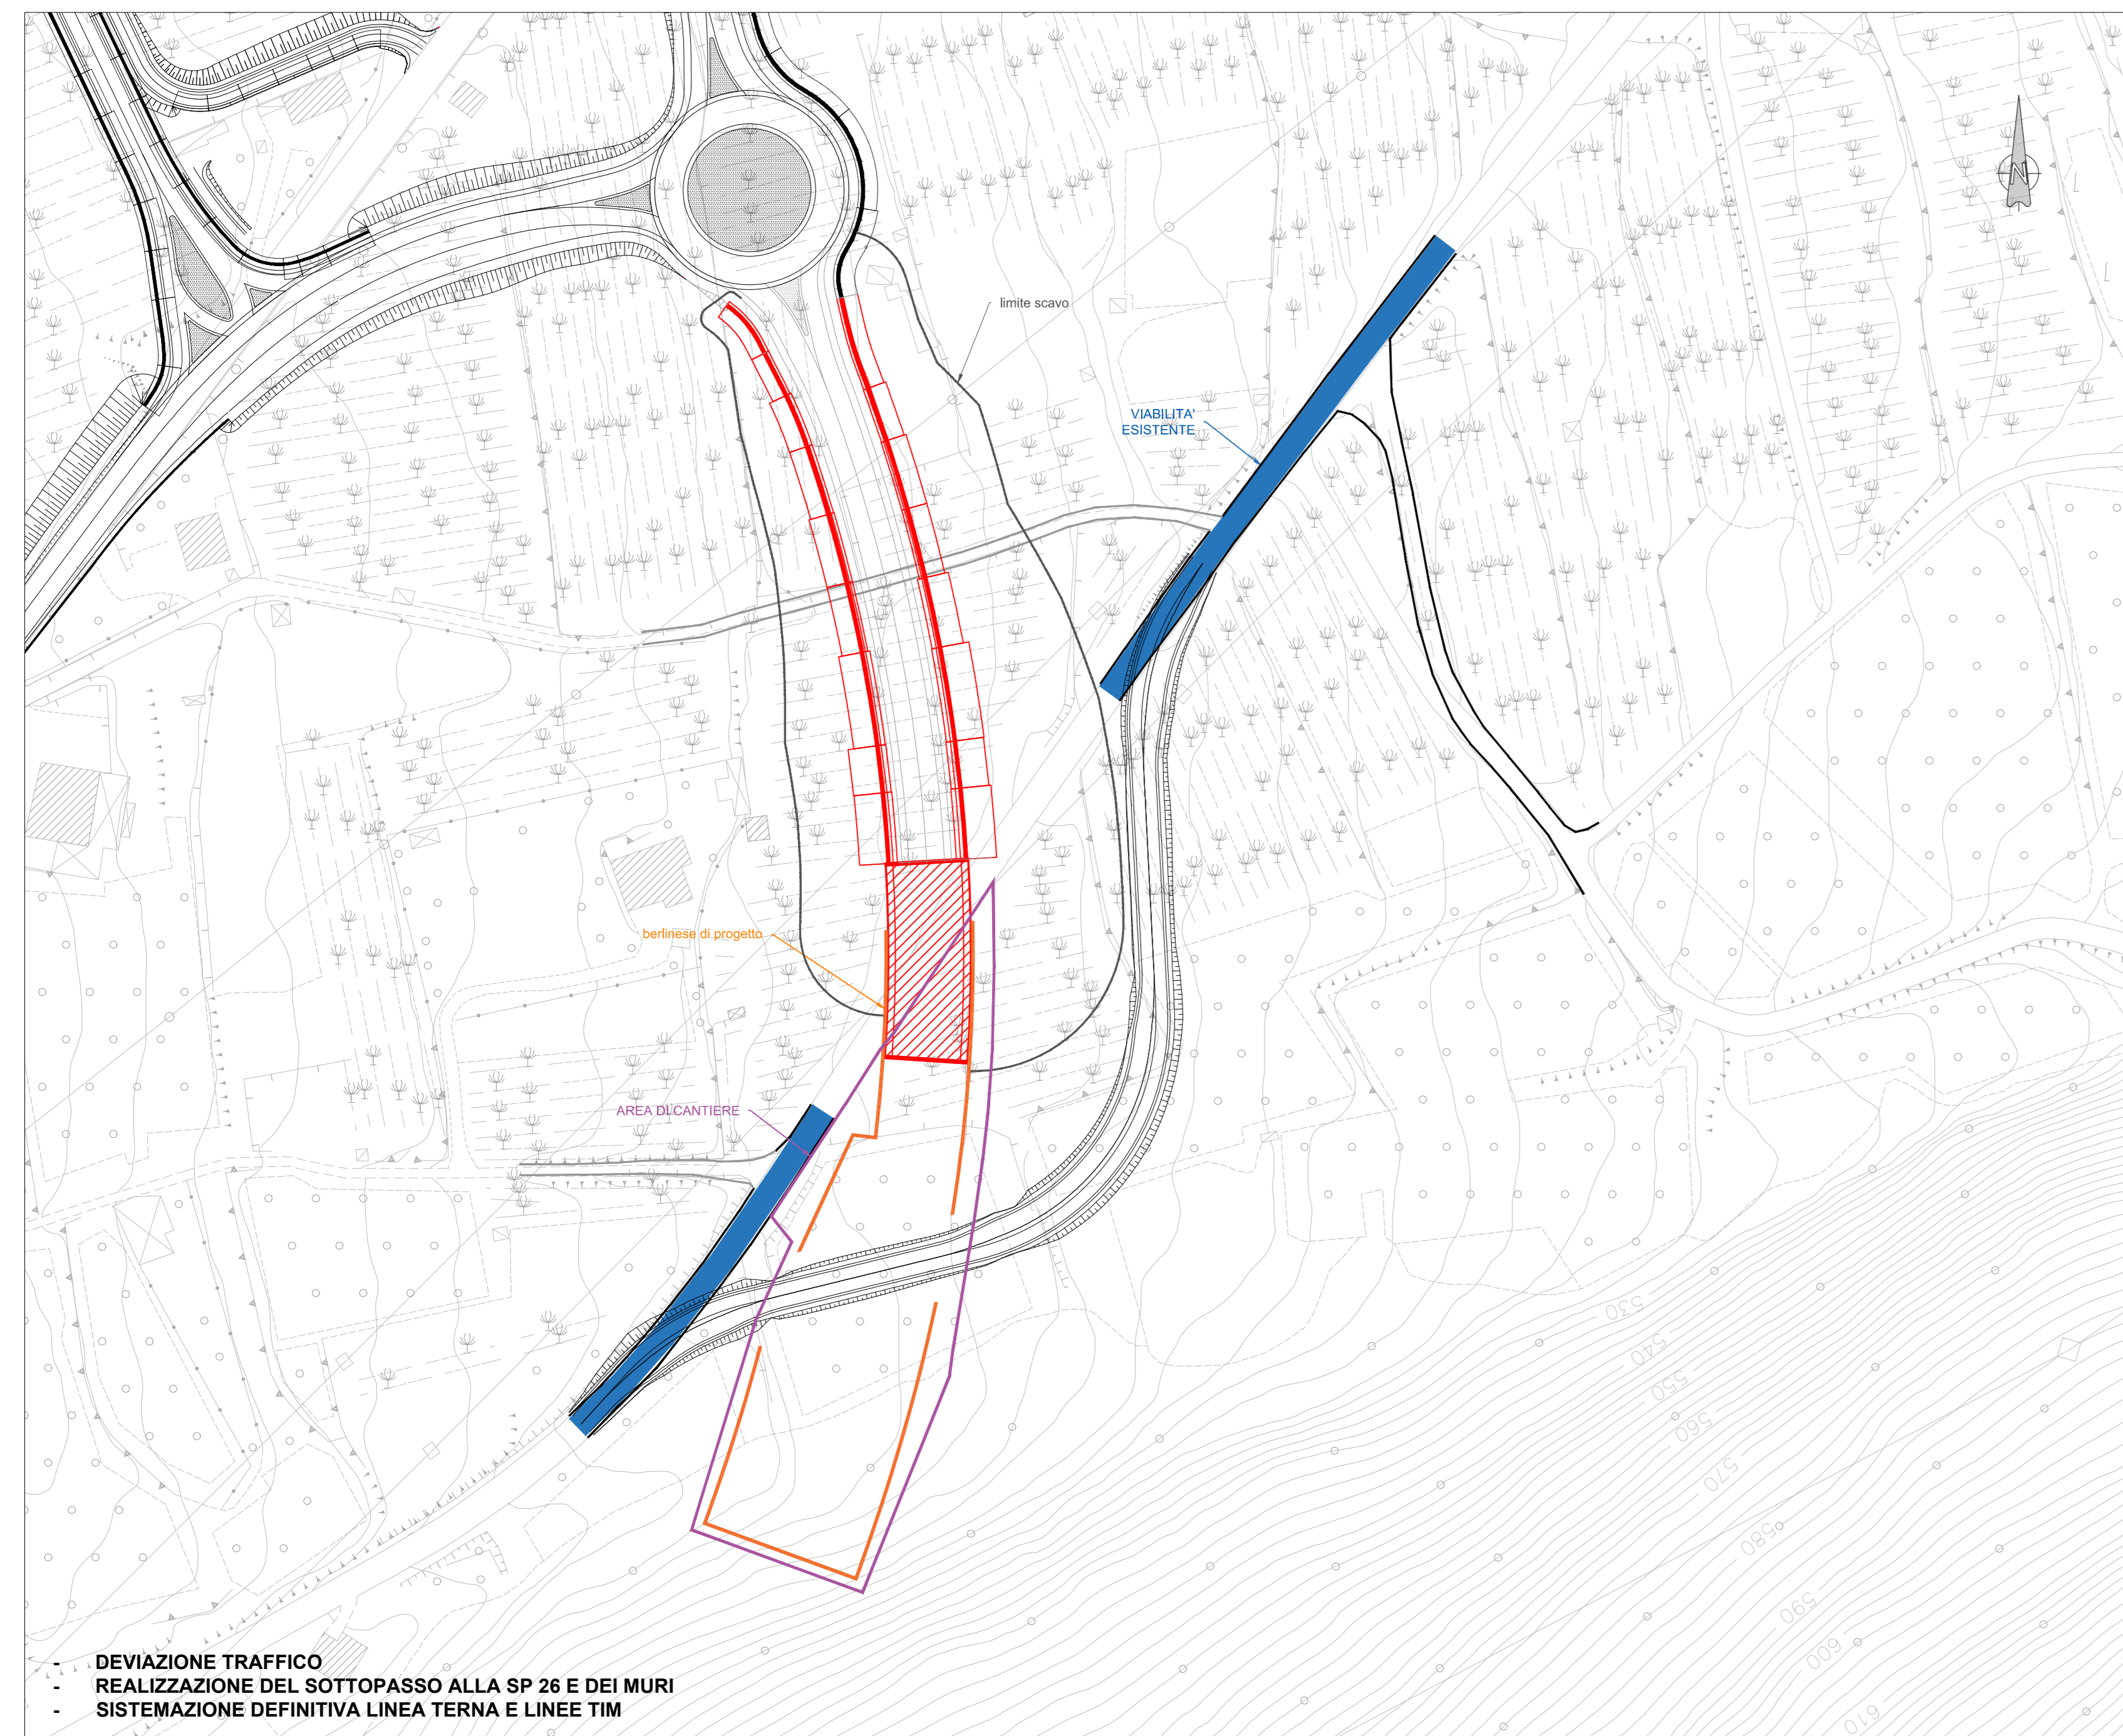 N
limite scavo
VIABILITA'
ESISTENTE
berlinese di progetto
AREA DI CANTIERE
530
540
550
560
570
580
590
600
610
- DEVIAZIONE TRAFFICO
- REALIZZAZIONE DEL SOTTOPASSO ALLA SP 26 E DEI MURI
- SISTEMAZIONE DEFINITIVA LINEA TERNA E LINEE TIM